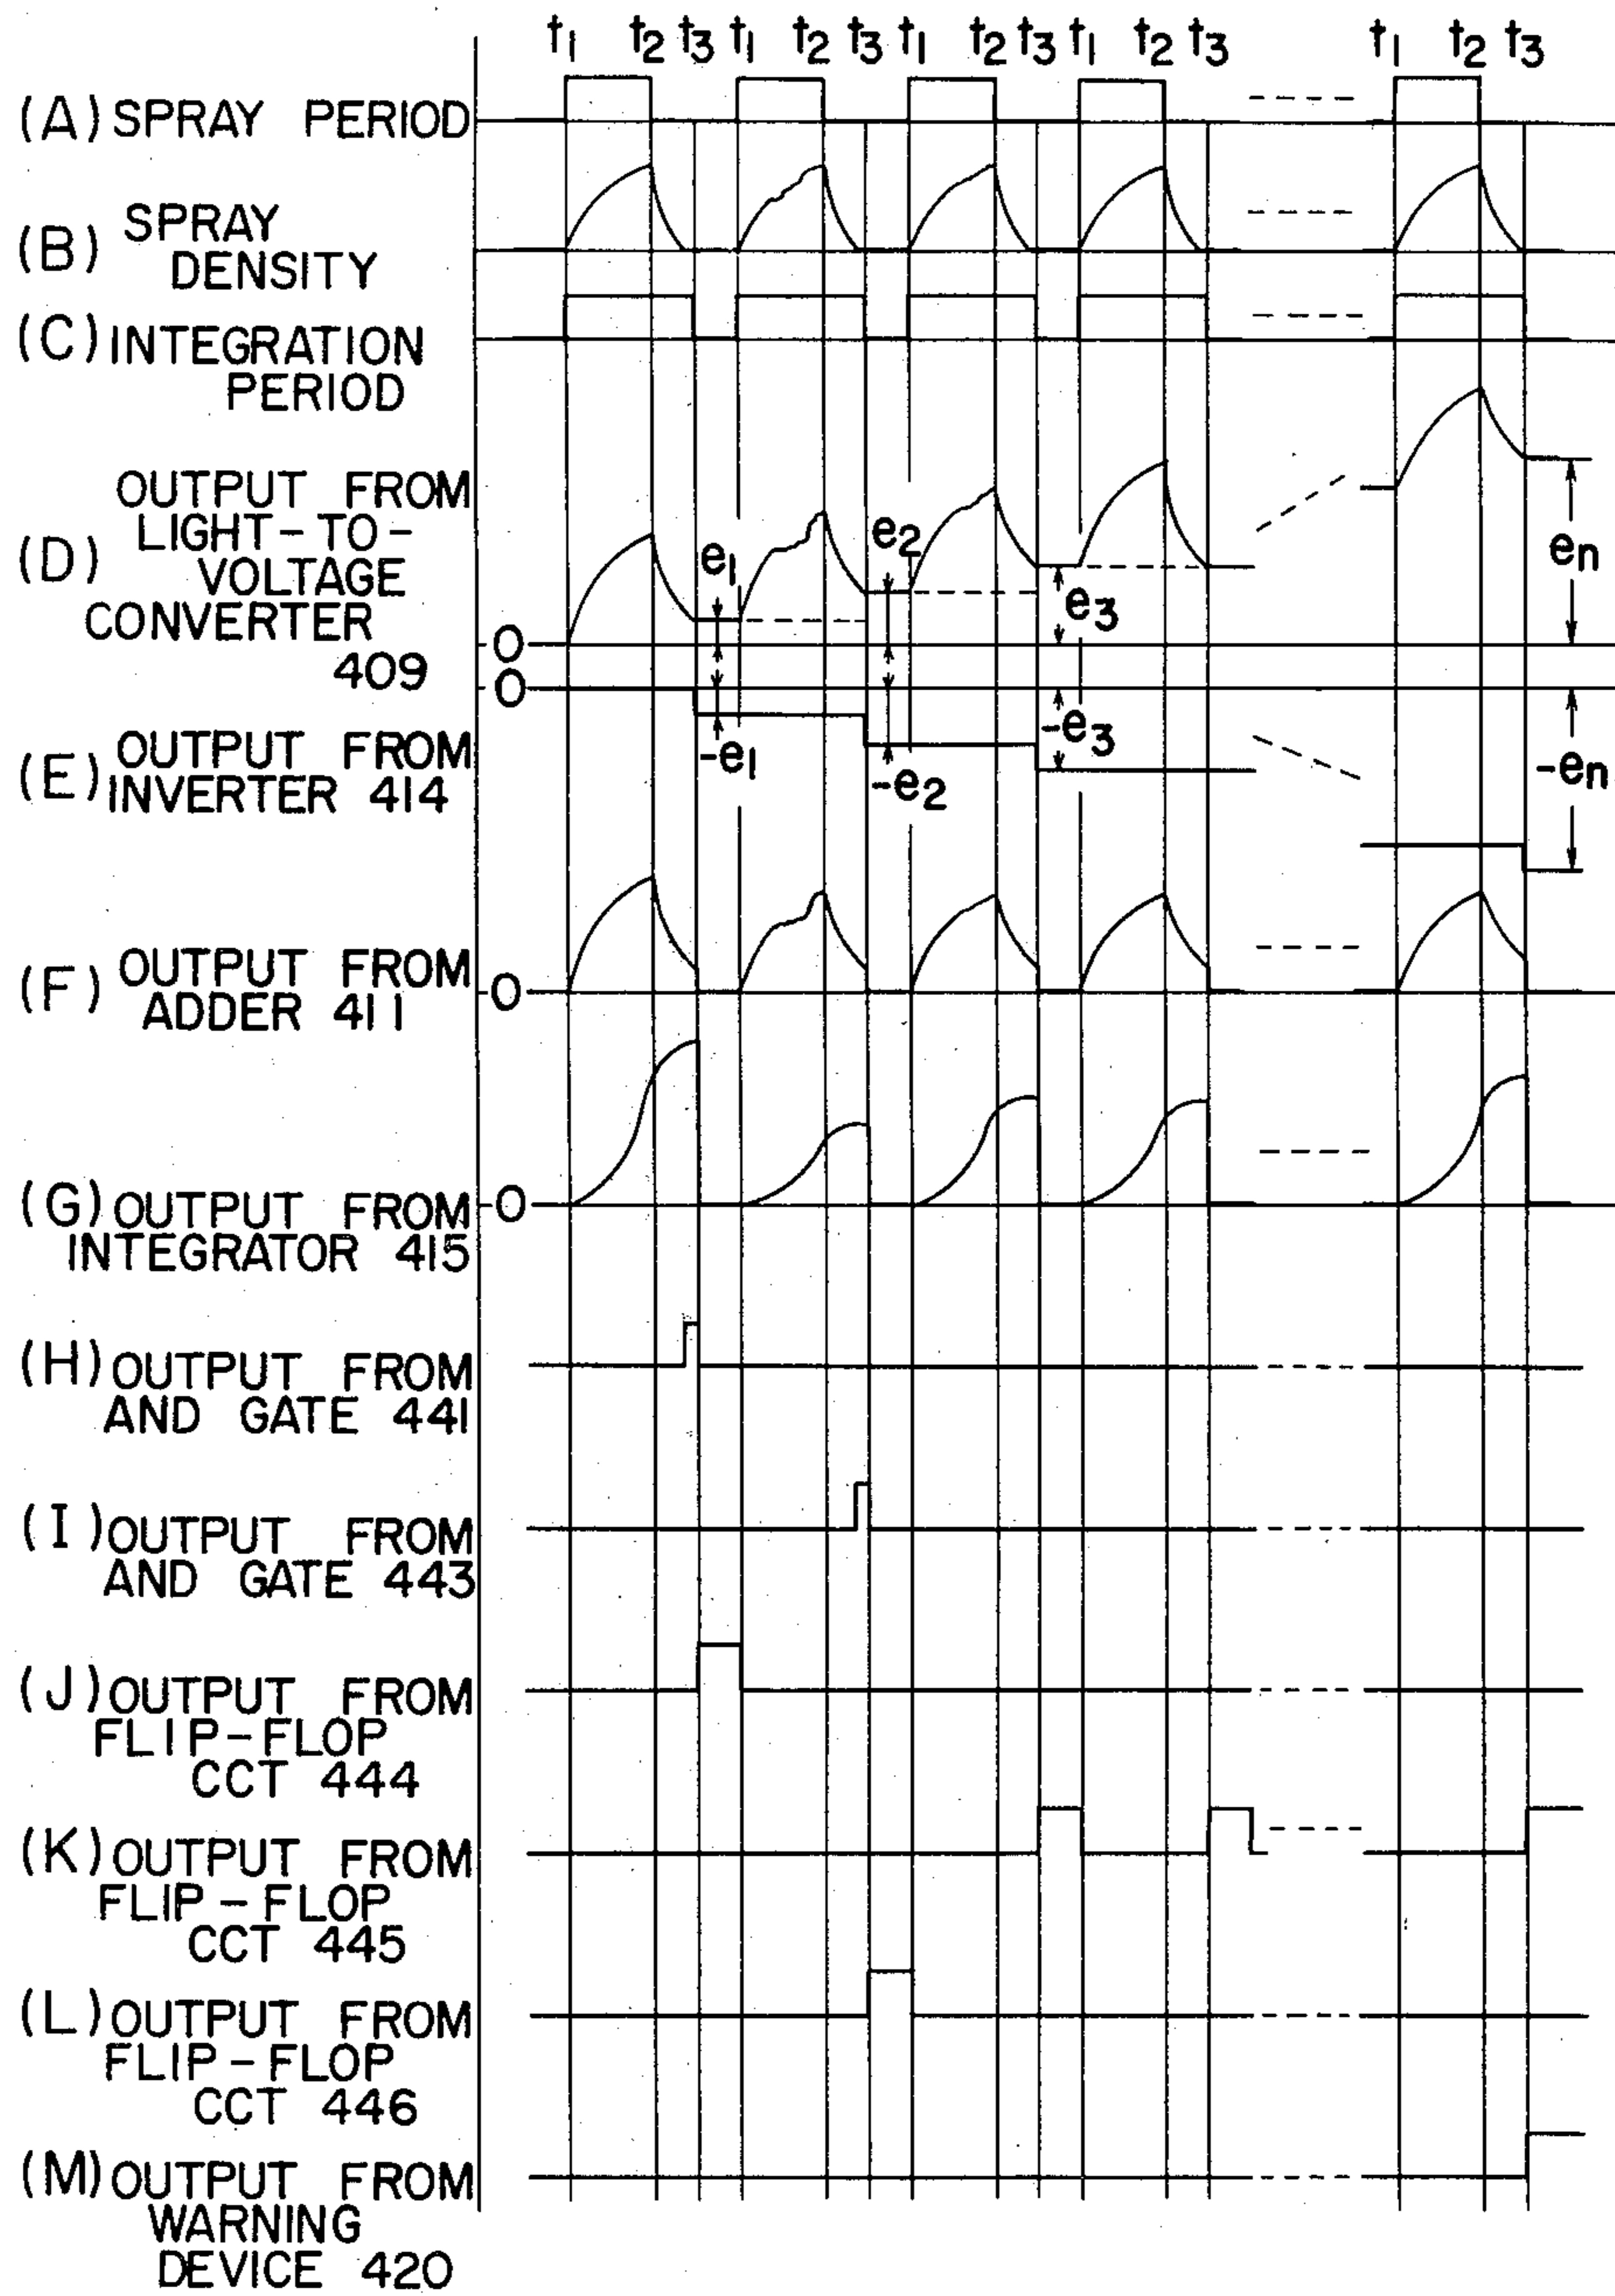 t1 t2 t3 t1 t2 t3 t1 t2 t3 t1 t2 t3 t1 t2 t3
(A) SPRAY PERIOD
(B) SPRAY
DENSITY
(C) INTEGRATION
PERIOD
(D) OUTPUT FROM
LIGHT-TO-
VOLTAGE
CONVERTER
409
e1
e2
e3
en
0
0
(E) OUTPUT FROM
INVERTER 414
-e1
-e2
-e3
-en
(F) OUTPUT FROM
ADDER 411
0
(G) OUTPUT FROM
INTEGRATOR 415
0
(H) OUTPUT FROM
AND GATE 441
(I) OUTPUT FROM
AND GATE 443
(J) OUTPUT FROM
FLIP-FLOP
CCT 444
(K) OUTPUT FROM
FLIP-FLOP
CCT 445
(L) OUTPUT FROM
FLIP-FLOP
CCT 446
(M) OUTPUT FROM
WARNING
DEVICE 420